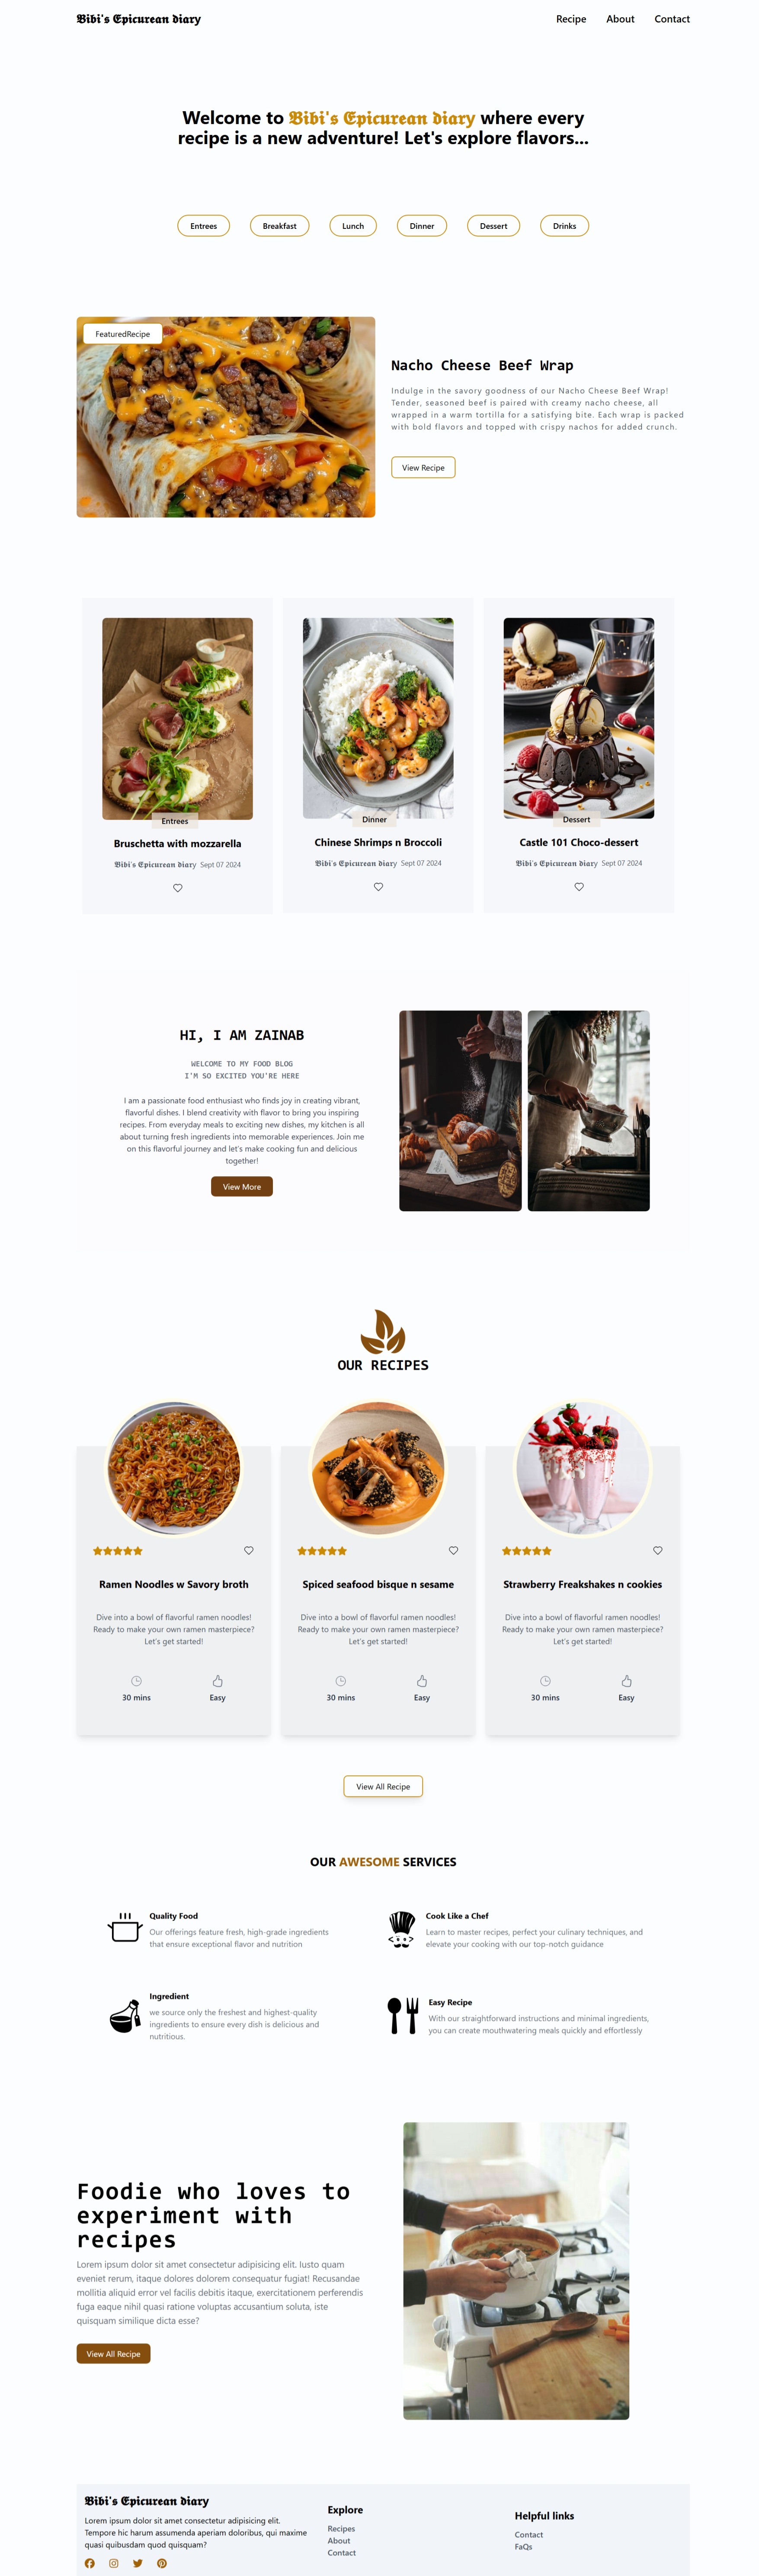 Bibi's Epicurean diary
Recipe About Contact
Welcome to Bibi's Epicurean diary where every
recipe is a new adventure! Let's explore flavors...
Entrees Breakfast Lunch Dinner Dessert Drinks
FeaturedRecipe
Nacho Cheese Beef Wrap
Indulge in the savory goodness of our Nacho Cheese Beef Wrap!
Tender, seasoned beef is paired with creamy nacho cheese, all
wrapped in a warm tortilla for a satisfying bite. Each wrap is packed
with bold flavors and topped with crispy nachos for added crunch.
View Recipe
Entrees
Bruschetta with mozzarella
Bibi's Epicurean diary Sept 07 2024
Dinner
Chinese Shrimps n Broccoli
Bibi's Epicurean diary Sept 07 2024
Dessert
Castle 101 Choco-dessert
Bibi's Epicurean diary Sept 07 2024
HI, I AM ZAINAB
WELCOME TO MY FOOD BLOG
I'M SO EXCITED YOU'RE HERE
I am a passionate food enthusiast who finds joy in creating vibrant,
flavorful dishes. I blend creativity with flavor to bring you inspiring
recipes. From everyday meals to exciting new dishes, my kitchen is all
about turning fresh ingredients into memorable experiences. Join me
on this flavorful journey and let's make cooking fun and delicious
together!
View More
OUR RECIPES
Ramen Noodles w Savory broth
Dive into a bowl of flavorful ramen noodles!
Ready to make your own ramen masterpiece?
Let's get started!
30 mins Easy
Spiced seafood bisque n sesame
Dive into a bowl of flavorful ramen noodles!
Ready to make your own ramen masterpiece?
Let's get started!
30 mins Easy
Strawberry Freakshakes n cookies
Dive into a bowl of flavorful ramen noodles!
Ready to make your own ramen masterpiece?
Let's get started!
30 mins Easy
View All Recipe
OUR AWESOME SERVICES
Quality Food
Our offerings feature fresh, high-grade ingredients
that ensure exceptional flavor and nutrition
Cook Like a Chef
Learn to master recipes, perfect your culinary techniques, and
elevate your cooking with our top-notch guidance
Ingredient
we source only the freshest and highest-quality
ingredients to ensure every dish is delicious and
nutritious.
Easy Recipe
With our straightforward instructions and minimal ingredients,
you can create mouthwatering meals quickly and effortlessly
Foodie who loves to
experiment with
recipes
Lorem ipsum dolor sit amet consectetur adipisicing elit. Iusto quam
eveniet rerum, itaque dolores dolorem consequatur fugiat! Recusandae
mollitia aliquid error vel facilis debitis itaque, exercitationem perferendis
fuga eaque nihil quasi ratione voluptas accusantium soluta, iste
quisquam similique dicta esse?
View All Recipe
Bibi's Epicurean diary
Lorem ipsum dolor sit amet consectetur adipisicing elit.
Tempore hic harum assumenda aperiam doloribus, qui maxime
quasi quibusdam quod quisquam?
Explore
Recipes
About
Contact
Helpful links
Contact
FaQs